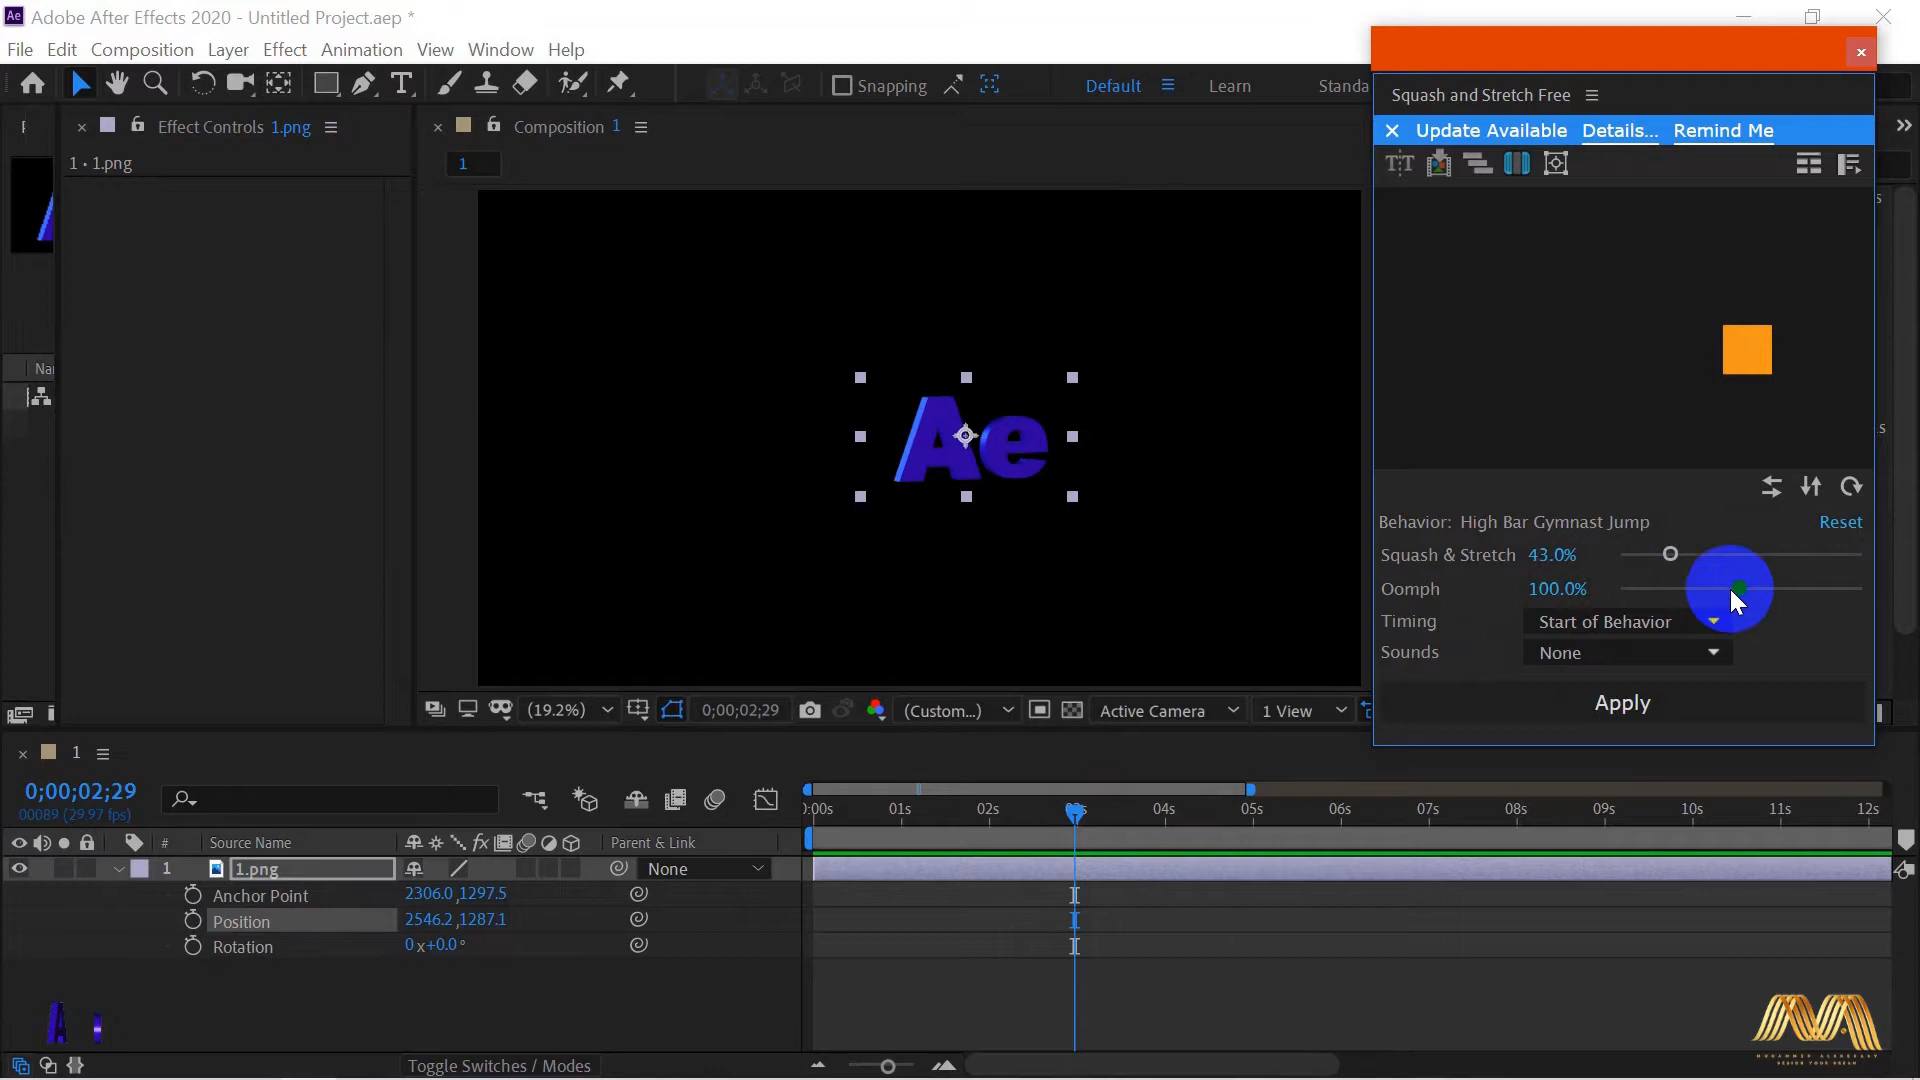 Ae Adobe After Effects 2020 - Untitled Project.aep *
File Edit Composition Layer Effect Animation View Window Help
Snapping Default Learn Standa
Squash and Stretch Free
Effect Controls 1.png
Composition 1
Update Available Details... Remind Me
1 • 1.png
1
Ae
Nar
Behavior: High Bar Gymnast Jump Reset
Squash & Stretch 43.0%
Oomph 100.0%
Timing Start of Behavior
Sounds None
Apply
(19.2%) 0;00;02;29 (Custom...) Active Camera 1 View
1
0;00;02;29
00089 (29.97 fps)
0:00s 01s 02s 03s 04s 05s 06s 07s 08s 09s 10s 11s 12s
# Source Name fx Parent & Link
1 1.png None
Anchor Point 2306.0,1297.5
Position 2546.2,1287.1
Rotation 0x+0.0°
Toggle Switches / Modes